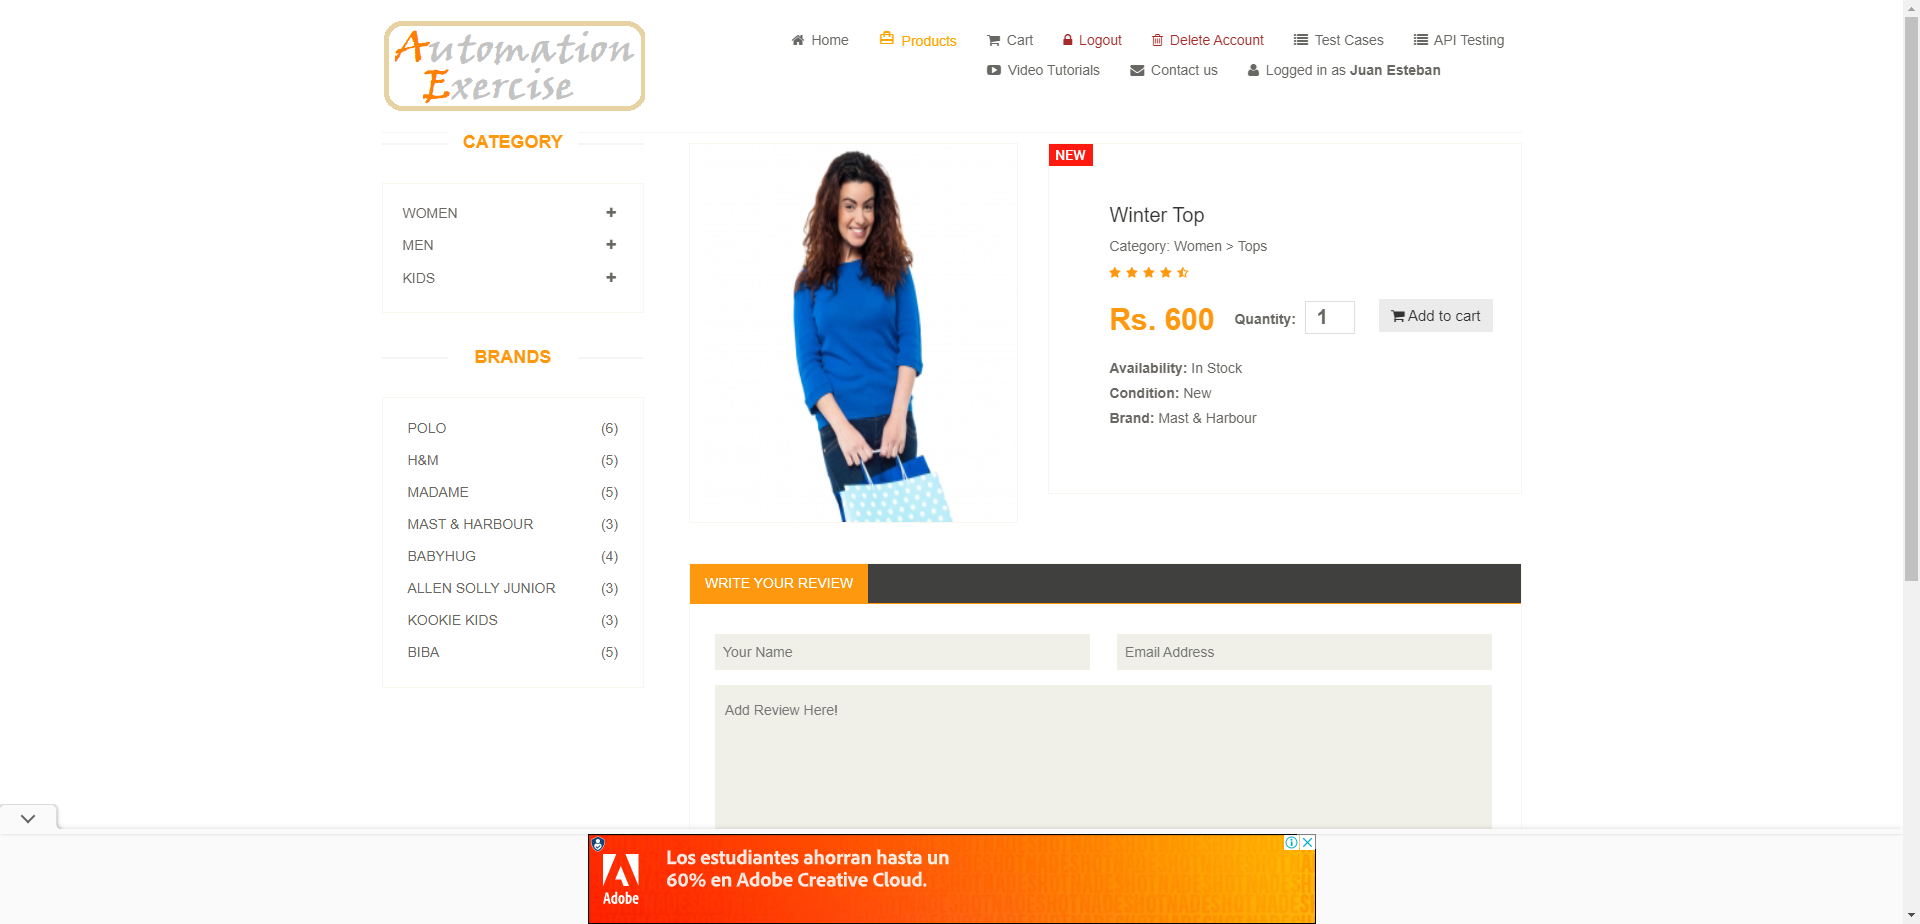 Automation
Exercise
Home
Products
Cart
Logout
Delete Account
Test Cases
API Testing
Video Tutorials
Contact us
Logged in as Juan Esteban
CATEGORY
WOMEN
MEN
KIDS
BRANDS
POLO (6)
H&M (5)
MADAME (5)
MAST & HARBOUR (3)
BABYHUG (4)
ALLEN SOLLY JUNIOR (3)
KOOKIE KIDS (3)
BIBA (5)
NEW
Winter Top
Category: Women > Tops
Rs. 600 Quantity: 1 Add to cart
Availability: In Stock
Condition: New
Brand: Mast & Harbour
WRITE YOUR REVIEW
Your Name
Email Address
Add Review Here!
Adobe
Los estudiantes ahorran hasta un
60% en Adobe Creative Cloud.